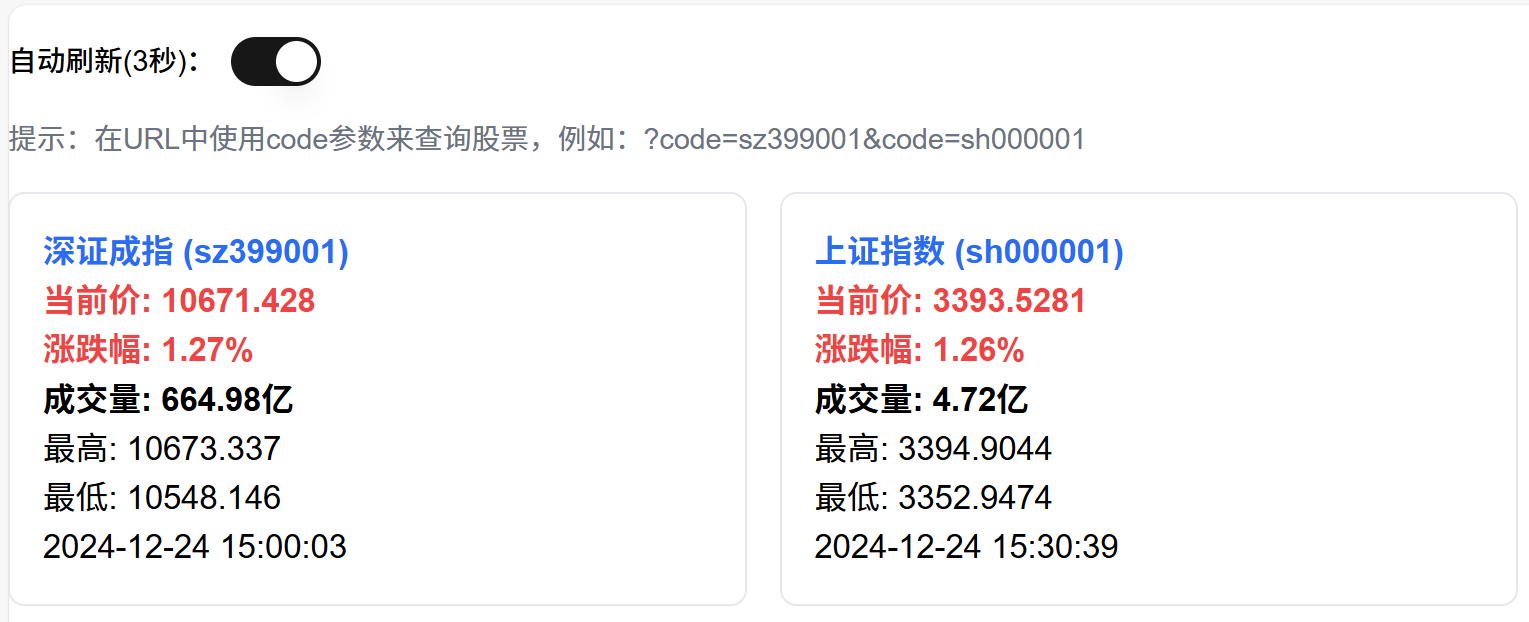 自动刷新(3秒)：
提示：在URL中使用code参数来查询股票，例如：?code=sz399001&code=sh000001
深证成指 (sz399001)
当前价: 10671.428
涨跌幅: 1.27%
成交量: 664.98亿
最高: 10673.337
最低: 10548.146
2024-12-24 15:00:03
上证指数 (sh000001)
当前价: 3393.5281
涨跌幅: 1.26%
成交量: 4.72亿
最高: 3394.9044
最低: 3352.9474
2024-12-24 15:30:39